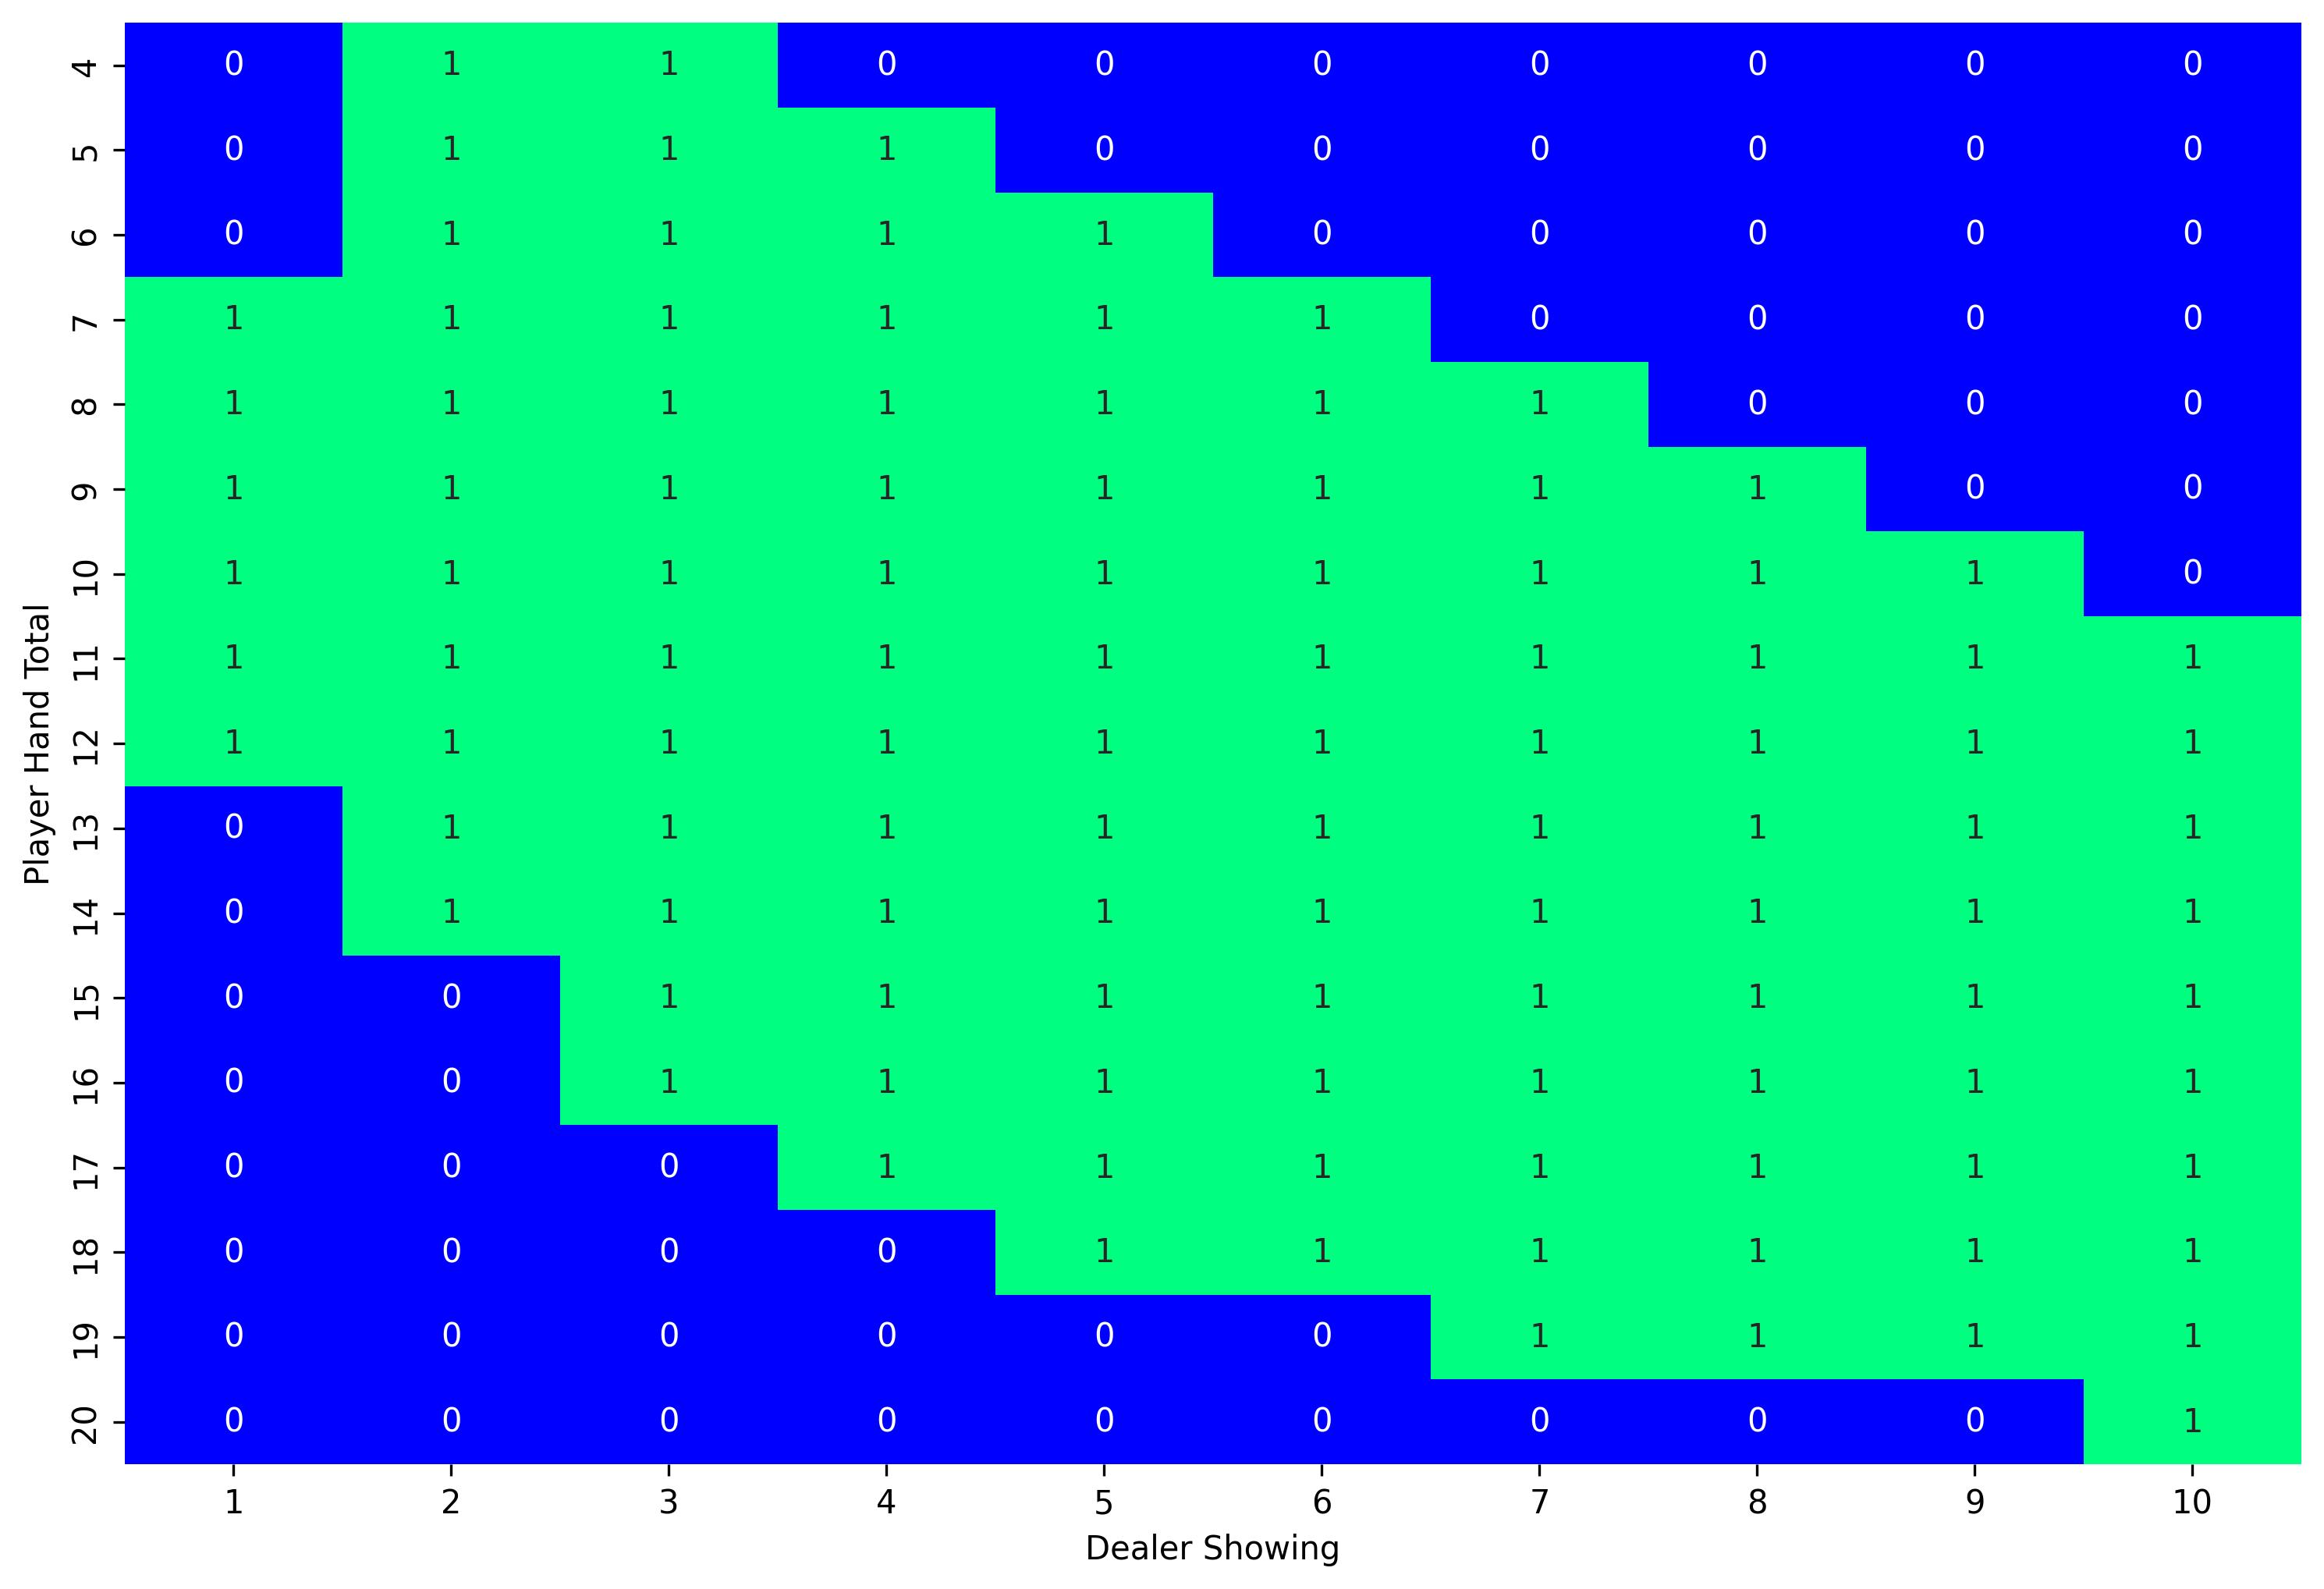 4 0 1 1 0 0 0 0 0 0 0
5 0 1 1 1 0 0 0 0 0 0
6 0 1 1 1 1 0 0 0 0 0
7 1 1 1 1 1 1 0 0 0 0
8 1 1 1 1 1 1 1 0 0 0
9 1 1 1 1 1 1 1 1 0 0
10 1 1 1 1 1 1 1 1 1 0
11 1 1 1 1 1 1 1 1 1 1
12 1 1 1 1 1 1 1 1 1 1
13 0 1 1 1 1 1 1 1 1 1
14 0 1 1 1 1 1 1 1 1 1
15 0 0 1 1 1 1 1 1 1 1
16 0 0 1 1 1 1 1 1 1 1
17 0 0 0 1 1 1 1 1 1 1
18 0 0 0 0 1 1 1 1 1 1
19 0 0 0 0 0 0 1 1 1 1
20 0 0 0 0 0 0 0 0 0 1
1 2 3 4 5 6 7 8 9 10
Dealer Showing
Player Hand Total